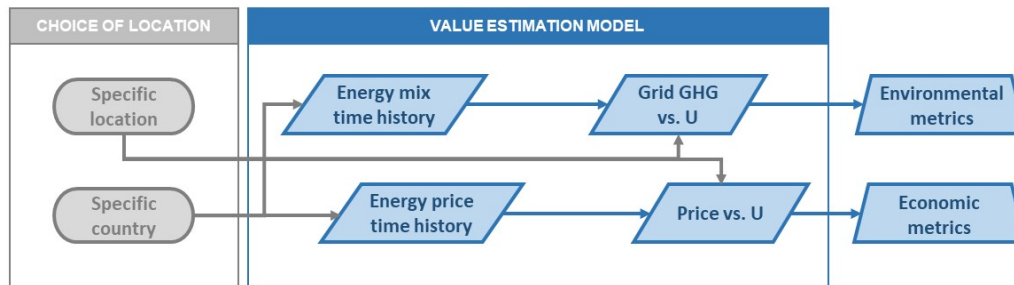 CHOICE OF LOCATION
VALUE ESTIMATION MODEL
Specific
location
Energy mix
time history
Grid GHG
vs. U
Environmental
metrics
Specific
country
Energy price
time history
Price vs. U
Economic
metrics